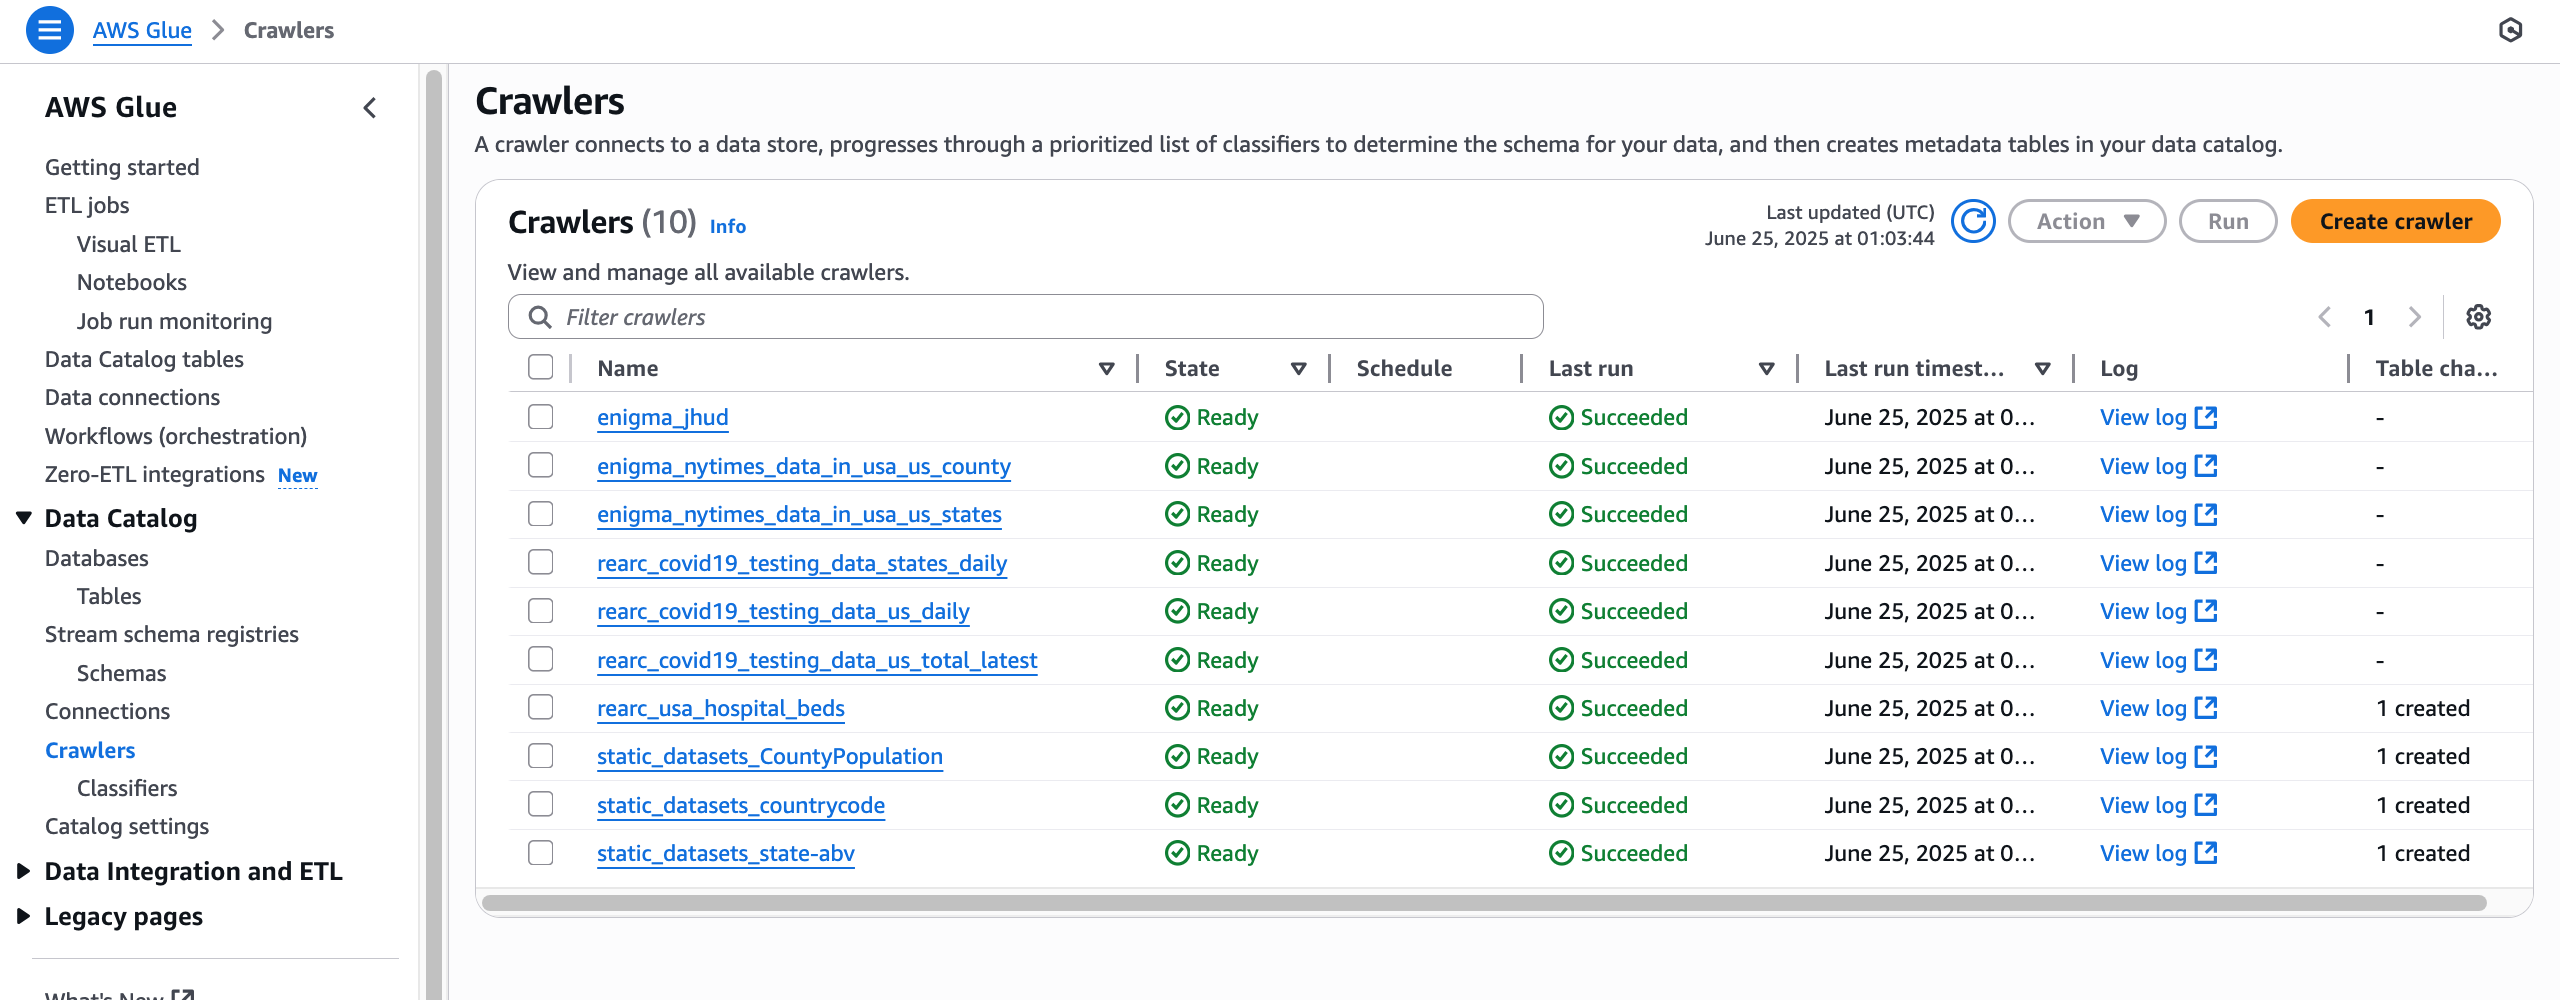 AWS Glue > Crawlers
AWS Glue
Getting started
ETL jobs
Visual ETL
Notebooks
Job run monitoring
Data Catalog tables
Data connections
Workflows (orchestration)
Zero-ETL integrations New
Data Catalog
Databases
Tables
Stream schema registries
Schemas
Connections
Crawlers
Classifiers
Catalog settings
Data Integration and ETL
Legacy pages
What's New
Crawlers
A crawler connects to a data store, progresses through a prioritized list of classifiers to determine the schema for your data, and then creates metadata tables in your data catalog.
Crawlers (10) Info
Last updated (UTC)
June 25, 2025 at 01:03:44
Action Run Create crawler
View and manage all available crawlers.
Filter crawlers
1
Name State Schedule Last run Last run timest... Log Table cha...
enigma_jhud Ready Succeeded June 25, 2025 at 0... View log -
enigma_nytimes_data_in_usa_us_county Ready Succeeded June 25, 2025 at 0... View log -
enigma_nytimes_data_in_usa_us_states Ready Succeeded June 25, 2025 at 0... View log -
rearc_covid19_testing_data_states_daily Ready Succeeded June 25, 2025 at 0... View log -
rearc_covid19_testing_data_us_daily Ready Succeeded June 25, 2025 at 0... View log -
rearc_covid19_testing_data_us_total_latest Ready Succeeded June 25, 2025 at 0... View log -
rearc_usa_hospital_beds Ready Succeeded June 25, 2025 at 0... View log 1 created
static_datasets_CountyPopulation Ready Succeeded June 25, 2025 at 0... View log 1 created
static_datasets_countrycode Ready Succeeded June 25, 2025 at 0... View log 1 created
static_datasets_state-abv Ready Succeeded June 25, 2025 at 0... View log 1 created